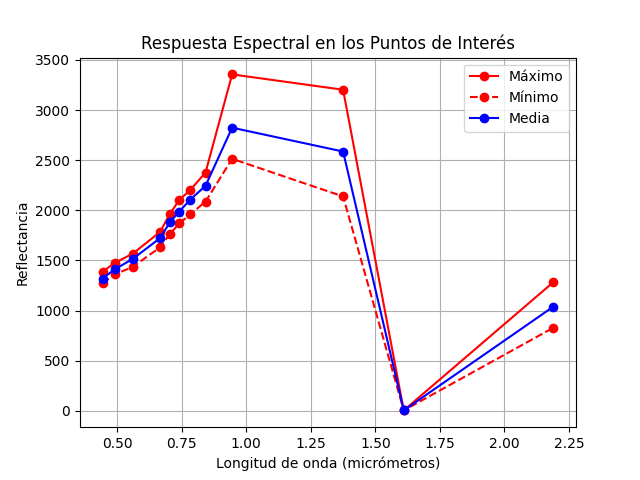 Respuesta Espectral en los Puntos de Interés
Máximo
Mínimo
Media
Reflectancia
3500
3000
2500
2000
1500
1000
500
0
0.50 0.75 1.00 1.25 1.50 1.75 2.00 2.25
Longitud de onda (micrómetros)